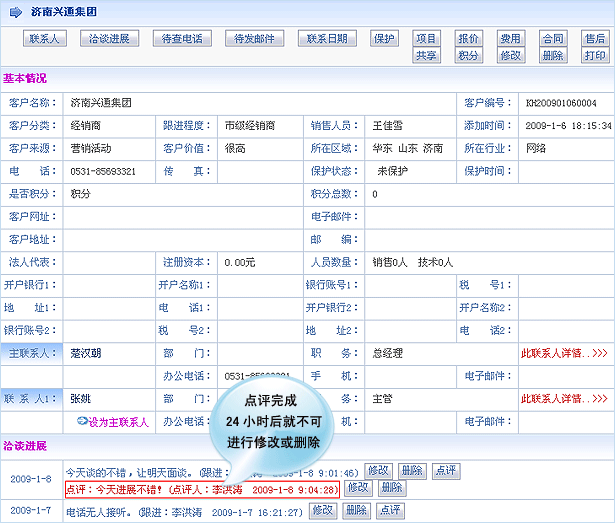 济南兴通集团
联系人 洽谈进展 待查电话 待发邮件 联系日期 保护 项目 报价 费用 合同 售后
共享 积分 修改 删除 打印
基本情况
客户名称： 济南兴通集团 客户编号： KH200901060004
客户分类： 经销商 跟进程度： 市级经销商 销售人员： 王佳雪 添加时间： 2009-1-6 18:15:34
客户来源： 营销活动 客户价值： 很高 所在区域： 华东 山东 济南 所在行业： 网络
电 话： 0531-85693321 传 真： 保护状态： 未保护 保护时间：
是否积分： 积分 积分总数： 0
客户网址： 电子邮件：
客户地址： 邮 编：
法人代表： 注册资本： 0.00元 人员数量： 销售0人 技术0人
开户银行1： 开户名称1： 银行账号1： 税 号1：
地 址1： 电 话1： 开户银行2： 开户名称2：
银行账号2： 税 号2： 地 址2： 电 话2：
主联系人： 楚汉朝 部 门： 职 务： 总经理 此联系人详情..>>>
办公电话： 0531-85693321 手 机： 电子邮件：
联 系 人1： 张姚 部 门： 务： 主管 此联系人详情..>>>
设为主联系人 办公电话： 机： 电子邮件：
点评完成
24 小时后就不可
进行修改或删除
洽谈进展
2009-1-8 今天谈的不错，让明天面谈。(跟进： 涛 2009-1-8 9:01:46) 修改 删除 点评
点评：今天进展不错！(点评人：李洪涛 2009-1-8 9:04:28) 修改 删除
2009-1-7 电话无人接听。(跟进：李洪涛 2009-1-7 16:21:27) 修改 删除 点评